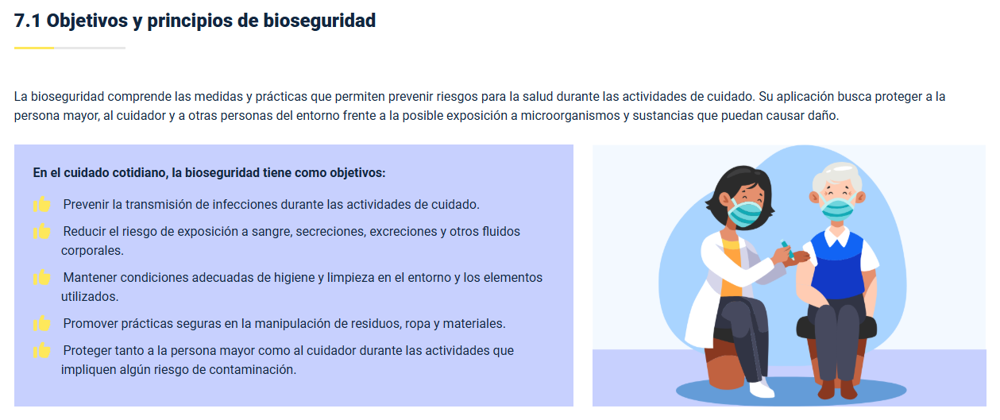 7.1 Objetivos y principios de bioseguridad
La bioseguridad comprende las medidas y prácticas que permiten prevenir riesgos para la salud durante las actividades de cuidado. Su aplicación busca proteger a la
persona mayor, al cuidador y a otras personas del entorno frente a la posible exposición a microorganismos y sustancias que puedan causar daño.
En el cuidado cotidiano, la bioseguridad tiene como objetivos:
Prevenir la transmisión de infecciones durante las actividades de cuidado.
Reducir el riesgo de exposición a sangre, secreciones, excreciones y otros fluidos
corporales.
Mantener condiciones adecuadas de higiene y limpieza en el entorno y los elementos
utilizados.
Promover prácticas seguras en la manipulación de residuos, ropa y materiales.
Proteger tanto a la persona mayor como al cuidador durante las actividades que
impliquen algún riesgo de contaminación.